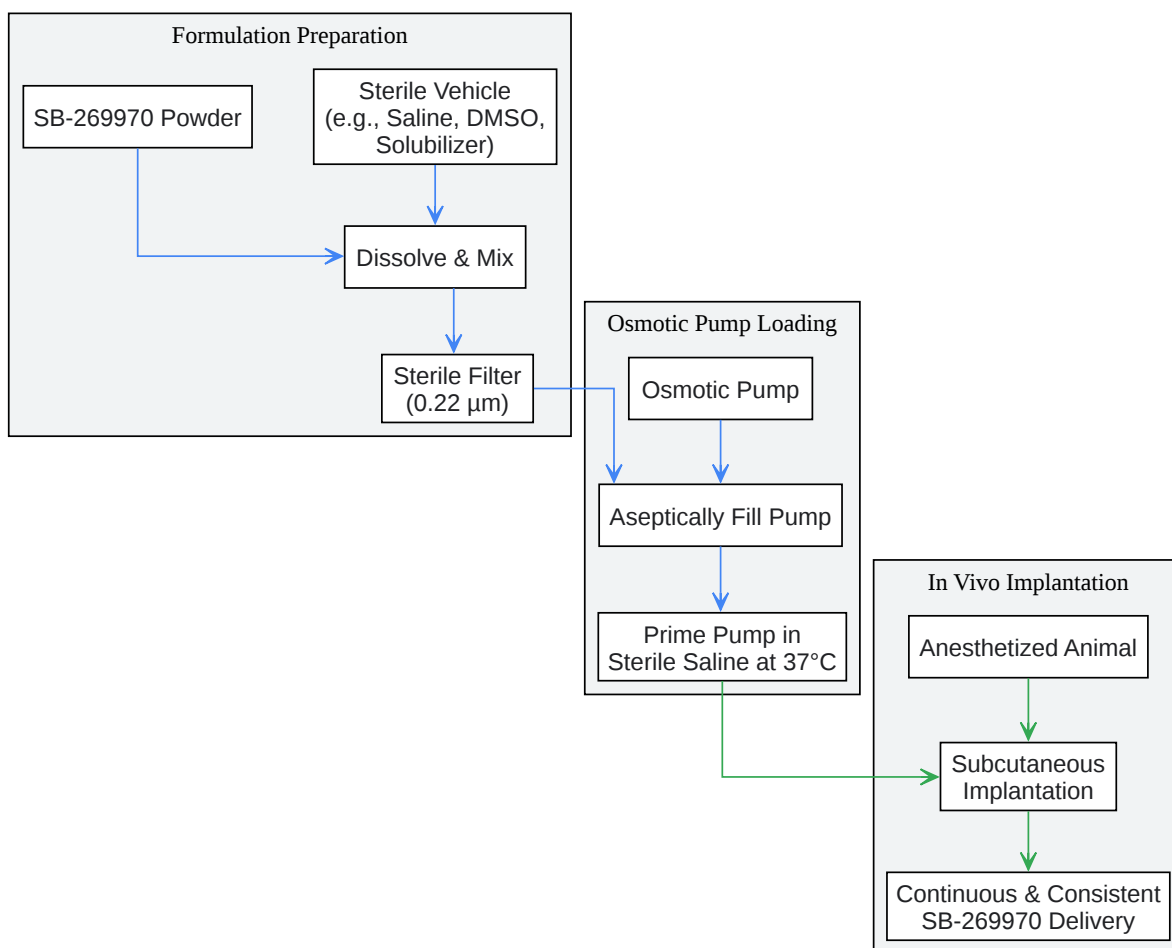 Formulation Preparation
SB-269970 Powder
Sterile Vehicle
(e.g., Saline, DMSO,
Solubilizer)
Dissolve & Mix
Sterile Filter
(0.22 µm)
Osmotic Pump Loading
Osmotic Pump
Aseptically Fill Pump
Prime Pump in
Sterile Saline at 37°C
In Vivo Implantation
Anesthetized Animal
Subcutaneous
Implantation
Continuous & Consistent
SB-269970 Delivery